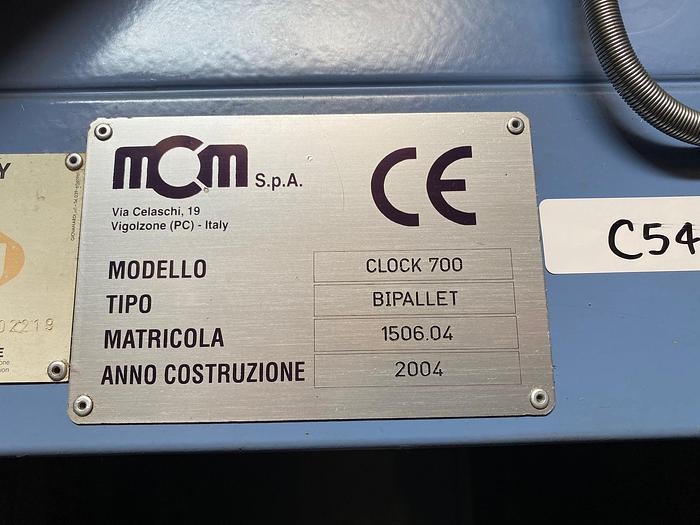 mcm S.p.A.
CE
Via Celaschi, 19
Vigolzone (PC) - Italy
MODELLO CLOCK 700
TIPO BIPALLET
MATRICOLA 1506.04
ANNO COSTRUZIONE 2004
C54
Y
02219
E